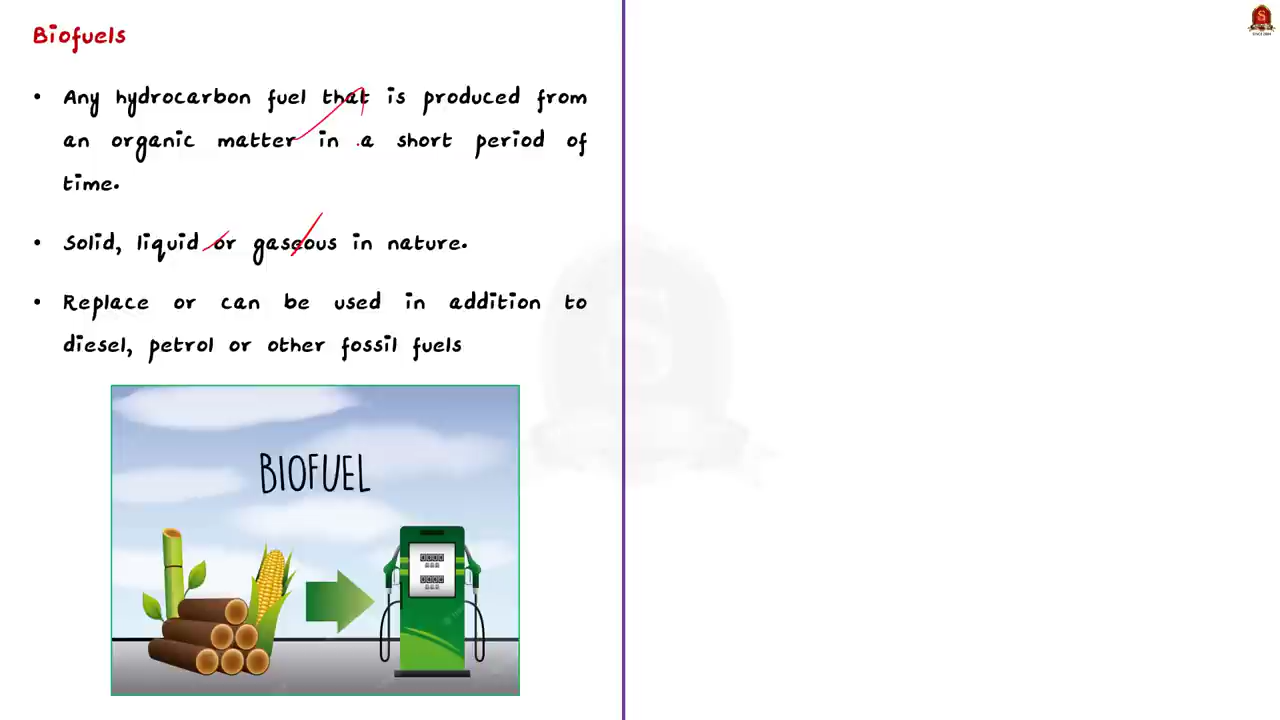 Biofuels
• Any hydrocarbon fuel that is produced from
an organic matter in a short period of
time.
• Solid, liquid or gaseous in nature.
• Replace or can be used in addition to
diesel, petrol or other fossil fuels
BIOFUEL